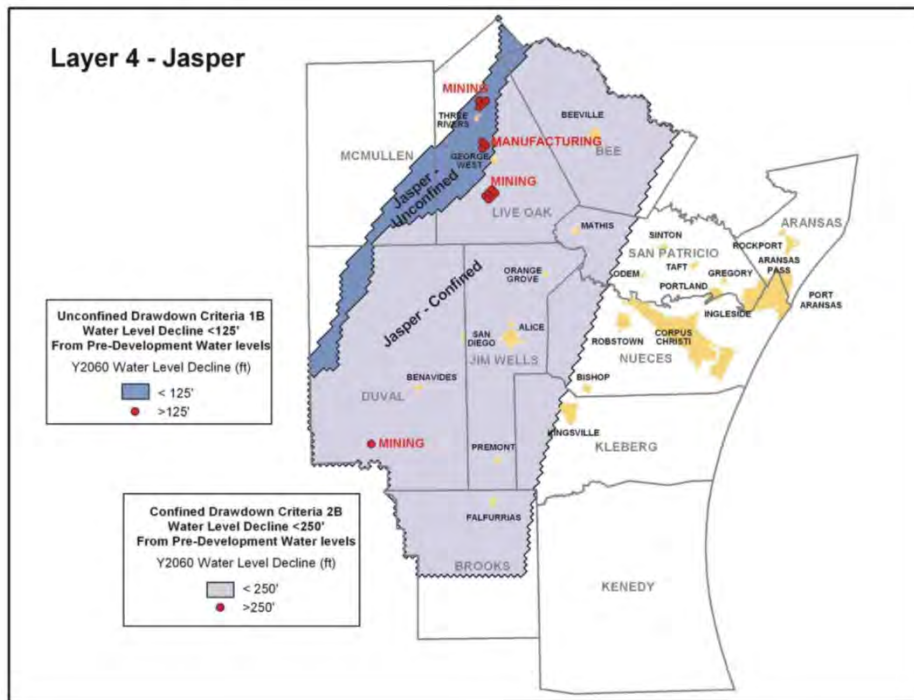 Layer 4 - Jasper
MINING
THREE
RIVERS
BEEVILLE
BEE
MANUFACTURING
MCMULLEN
GEORGE
WEST
Jasper -
Unconfined
MINING
LIVE OAK
ARANSAS
MATHIS
SINTON
SAN PATRICIO
ROCKPORT
ARANSAS
PASS
ODEM
TAFT
GREGORY
PORTLAND
INGLESIDE
PORT
ARANSAS
Jasper - Confined
ORANGE
GROVE
SAN
DIEGO
ALICE
JIM WELLS
ROBSTOWN
CORPUS
CHRISTI
NUECES
BENAVIDES
DUVAL
BISHOP
KINGSVILLE
KLEBERG
MINING
PREMONT
FALFURRIAS
BROOKS
KENEDY
Unconfined Drawdown Criteria 1B
Water Level Decline <125'
From Pre-Development Water levels
Y2060 Water Level Decline (ft)
< 125'
>125'
Confined Drawdown Criteria 2B
Water Level Decline <250'
From Pre-Development Water levels
Y2060 Water Level Decline (ft)
< 250'
>250'